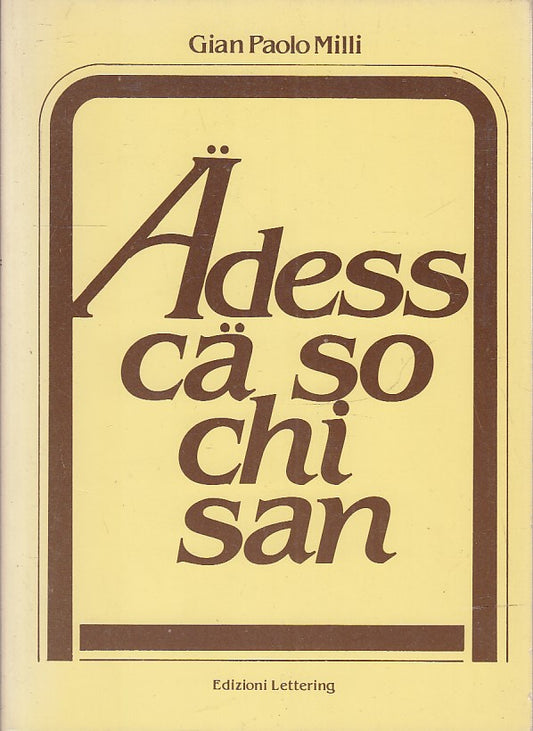 Gian Paolo Milli
Ädess
cä so
chi
san
Edizioni Lettering